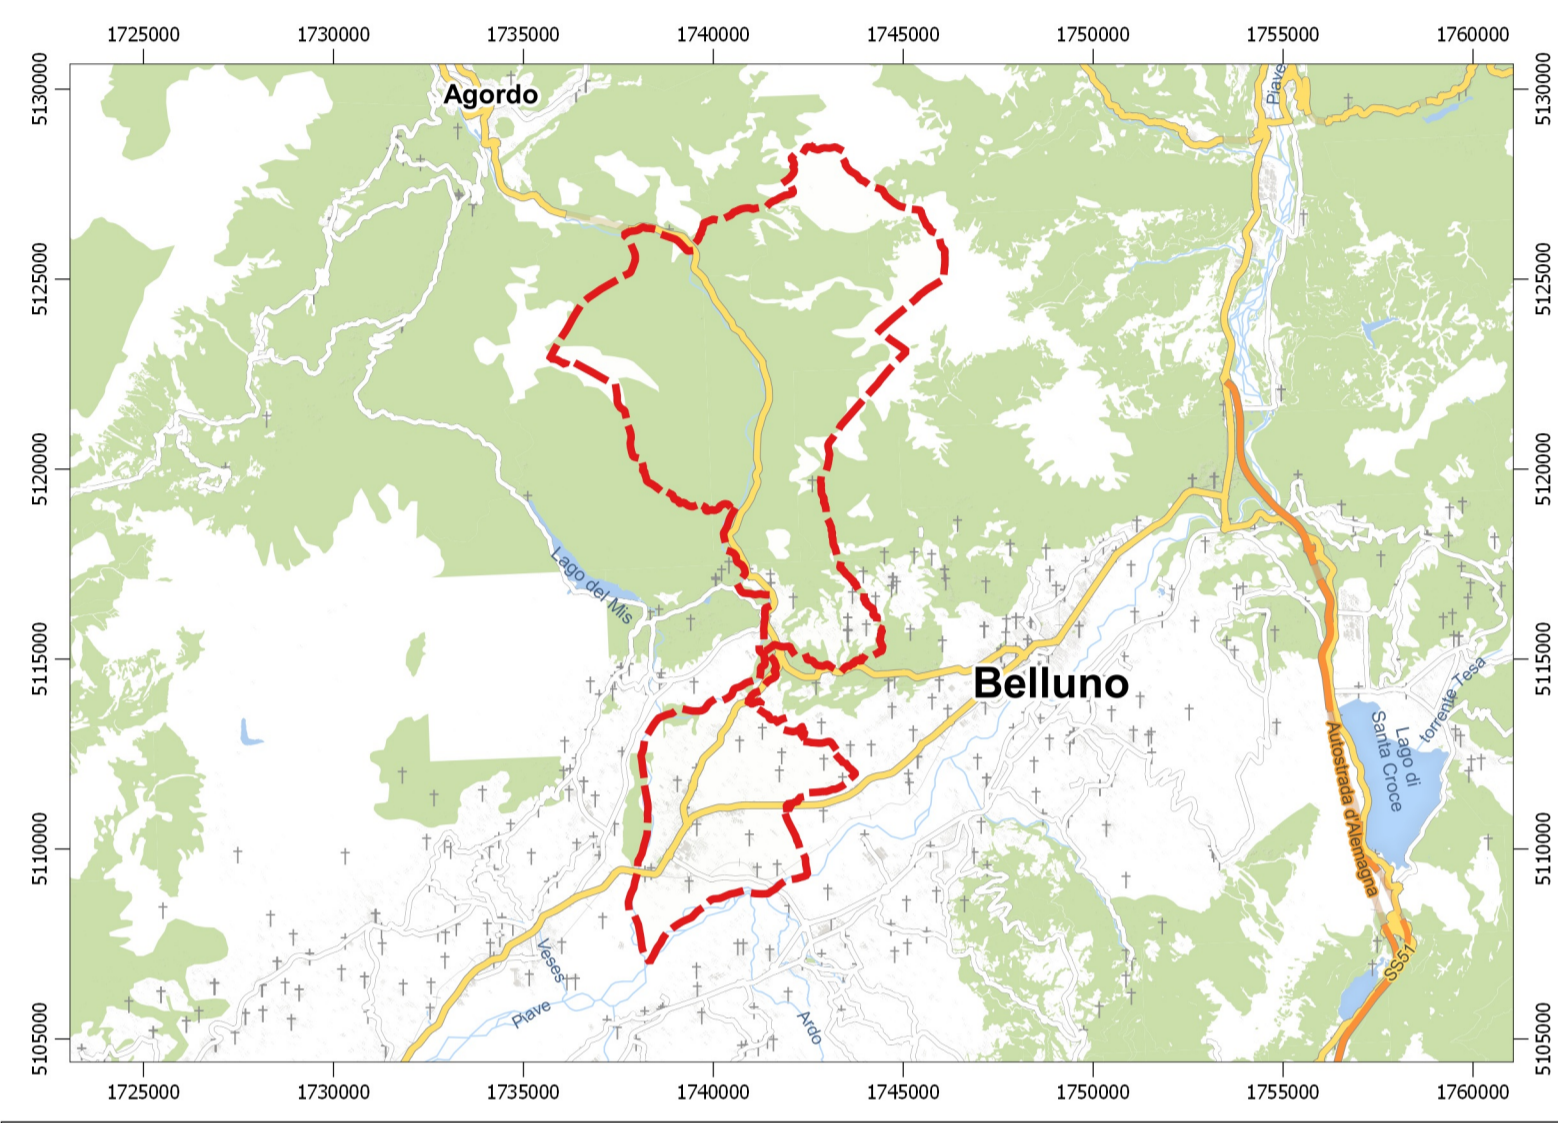 1725000 1730000 1735000 1740000 1745000 1750000 1755000 1760000
5130000
5130000
Agordo
Piave
5125000
5125000
5120000
5120000
Lago del Mis
5115000
5115000
Belluno
torrente Tesa
Lago di
Santa Croce
Autostrada d'Alemagna
5110000
5110000
Veses
SS51
Piave
Ardo
5105000
5105000
1725000 1730000 1735000 1740000 1745000 1750000 1755000 1760000